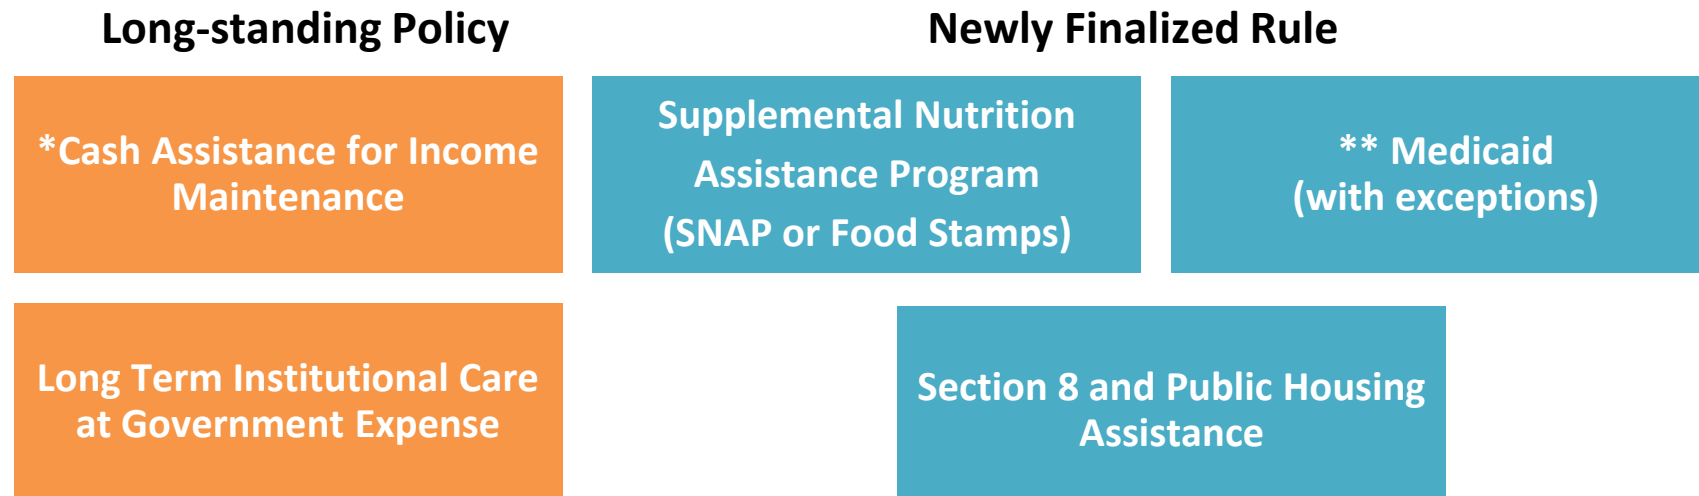 Long-standing Policy
Newly Finalized Rule
*Cash Assistance for Income
Maintenance
Supplemental Nutrition
Assistance Program
(SNAP or Food Stamps)
** Medicaid
(with exceptions)
Long Term Institutional Care
at Government Expense
Section 8 and Public Housing
Assistance